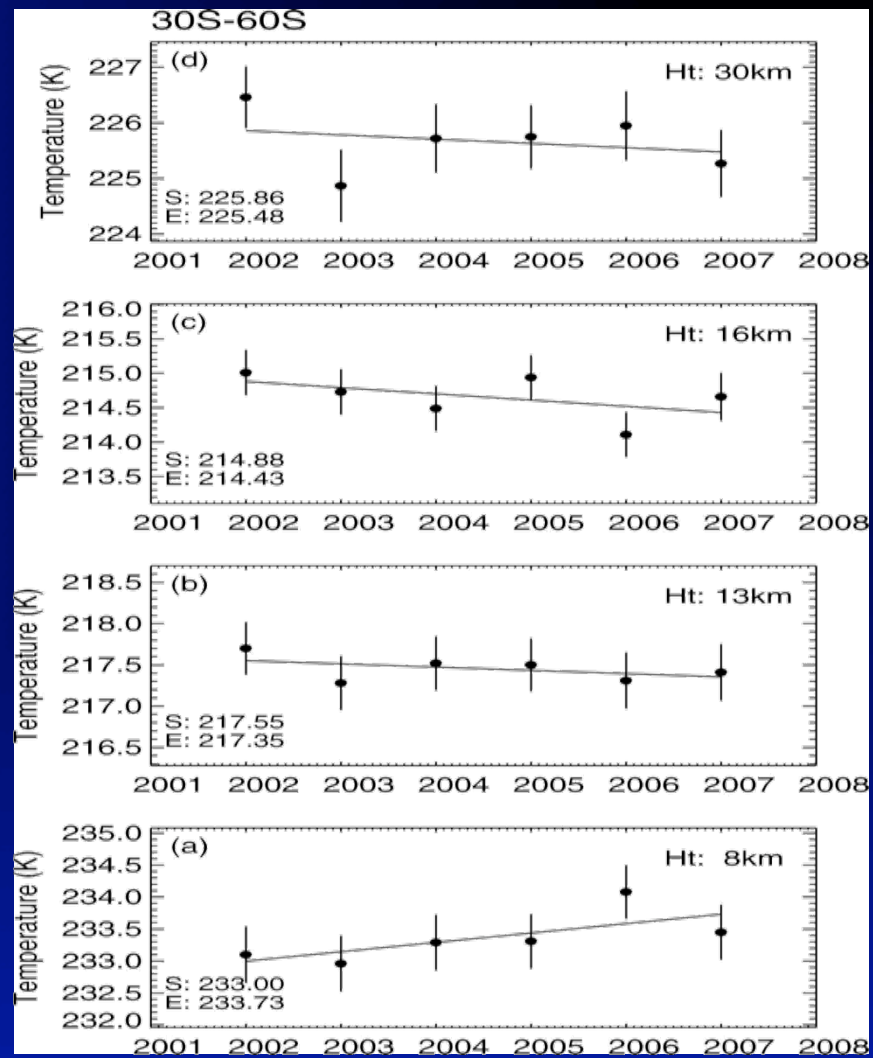 30S-60S
(d)
Ht: 30km
Temperature (K)
227
226
225
224
S: 225.86
E: 225.48
2001 2002 2003 2004 2005 2006 2007 2008
(c)
Ht: 16km
Temperature (K)
216.0
215.5
215.0
214.5
214.0
213.5
S: 214.88
E: 214.43
2001 2002 2003 2004 2005 2006 2007 2008
(b)
Ht: 13km
Temperature (K)
218.5
218.0
217.5
217.0
216.5
S: 217.55
E: 217.35
2001 2002 2003 2004 2005 2006 2007 2008
(a)
Ht: 8km
Temperature (K)
235.0
234.5
234.0
233.5
233.0
232.5
232.0
S: 233.00
E: 233.73
2001 2002 2003 2004 2005 2006 2007 2008